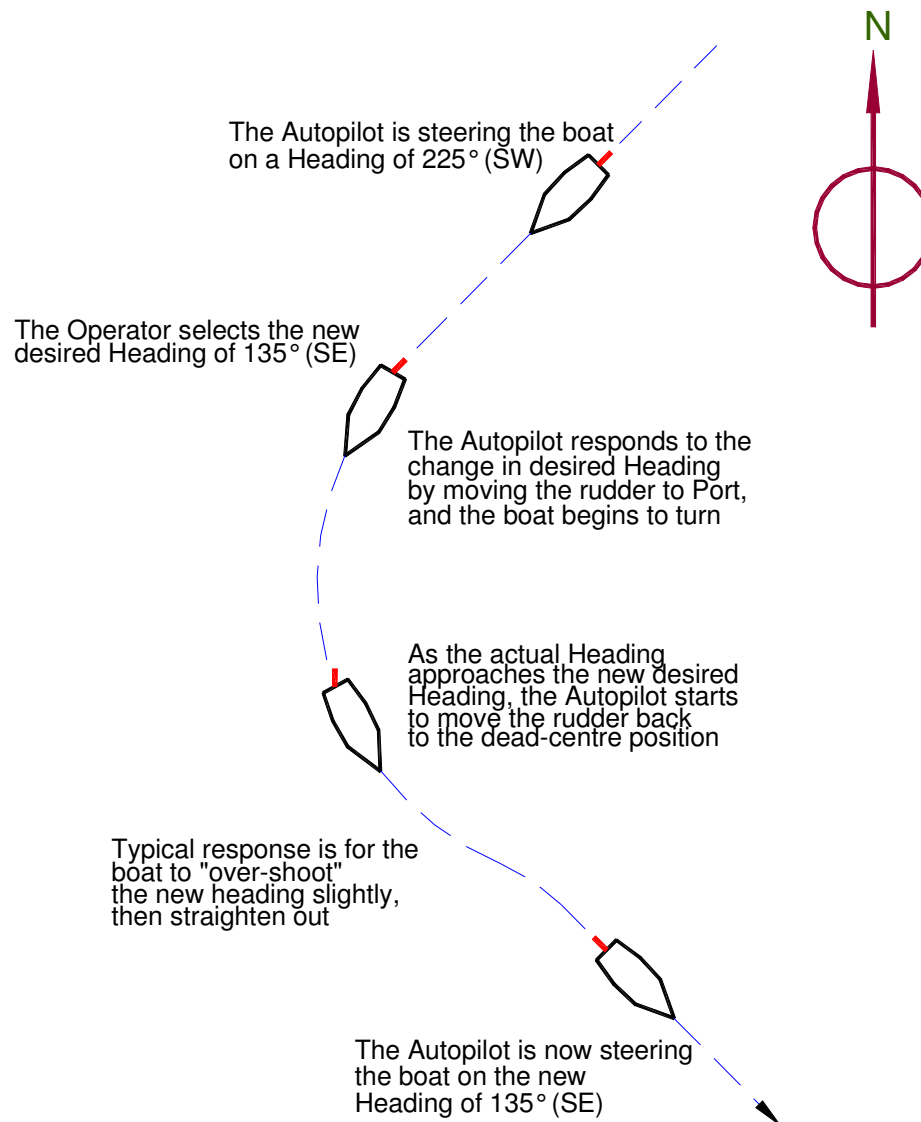 N
The Autopilot is steering the boat
on a Heading of 225° (SW)
The Operator selects the new
desired Heading of 135° (SE)
The Autopilot responds to the
change in desired Heading
by moving the rudder to Port,
and the boat begins to turn
As the actual Heading
approaches the new desired
Heading, the Autopilot starts
to move the rudder back
to the dead-centre position
Typical response is for the
boat to "over-shoot"
the new heading slightly,
then straighten out
The Autopilot is now steering
the boat on the new
Heading of 135° (SE)